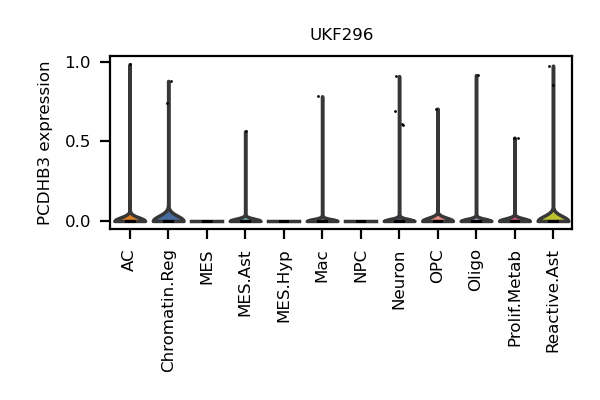 UKF296
PCDHB3 expression
1.0
0.5
0.0
AC
Chromatin.Reg
MES
MES.Ast
MES.Hyp
Mac
NPC
Neuron
OPC
Oligo
Prolif.Metab
Reactive.Ast